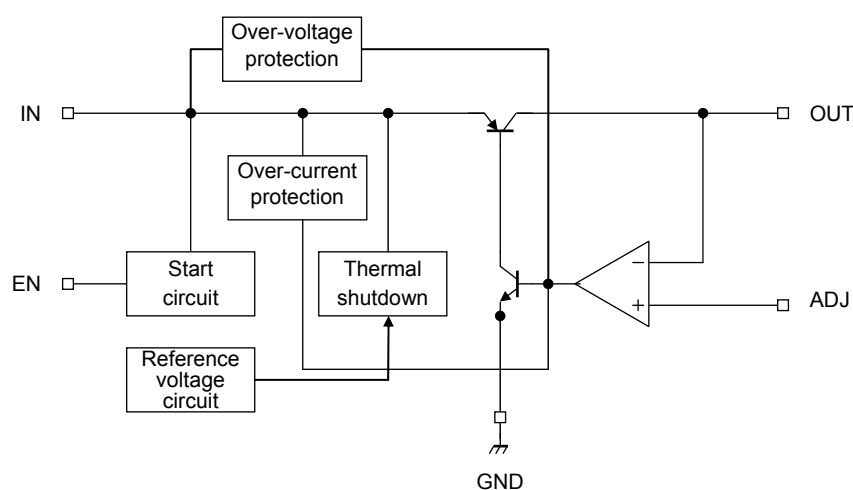 Over-voltage
protection
IN
OUT
Over-current
protection
EN
Start
circuit
Thermal
shutdown
−
+
ADJ
Reference
voltage
circuit
GND